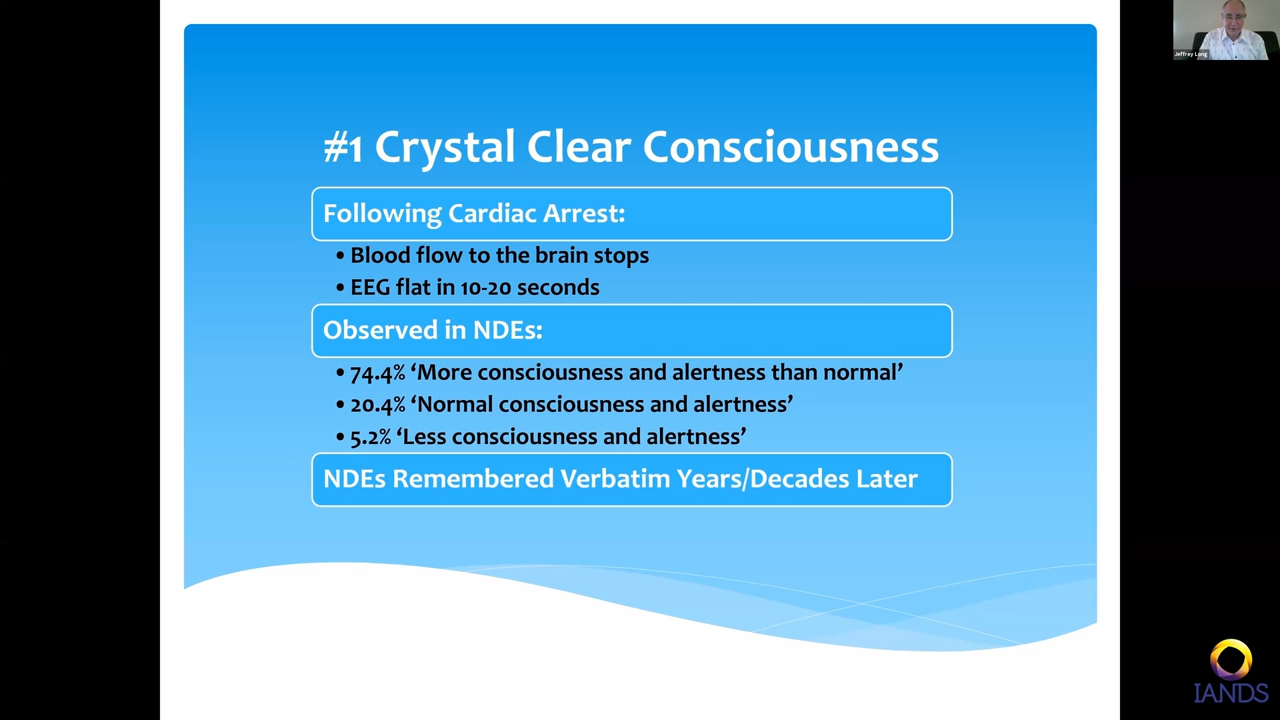 Jeffrey Long
#1 Crystal Clear Consciousness
Following Cardiac Arrest:
• Blood flow to the brain stops
• EEG flat in 10-20 seconds
Observed in NDEs:
• 74.4% ‘More consciousness and alertness than normal’
• 20.4% ‘Normal consciousness and alertness’
• 5.2% ‘Less consciousness and alertness’
NDEs Remembered Verbatim Years/Decades Later
IANDS